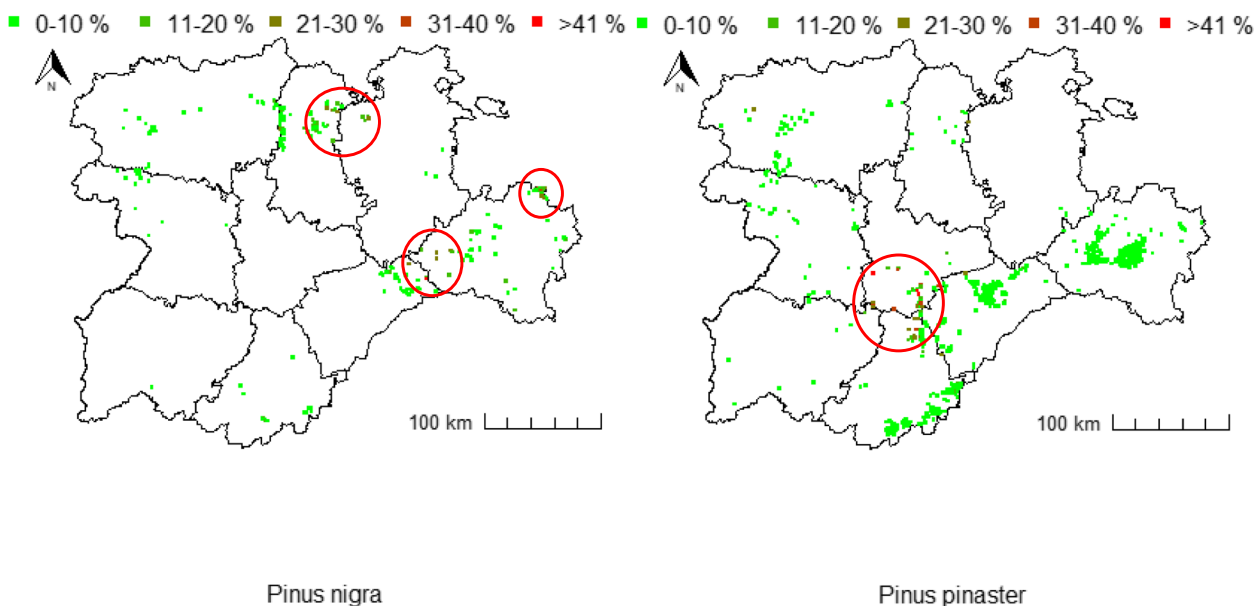 0-10 % 11-20 % 21-30 % 31-40 % >41 %
0-10 % 11-20 % 21-30 % 31-40 % >41 %
N
N
100 km
100 km
Pinus nigra
Pinus pinaster